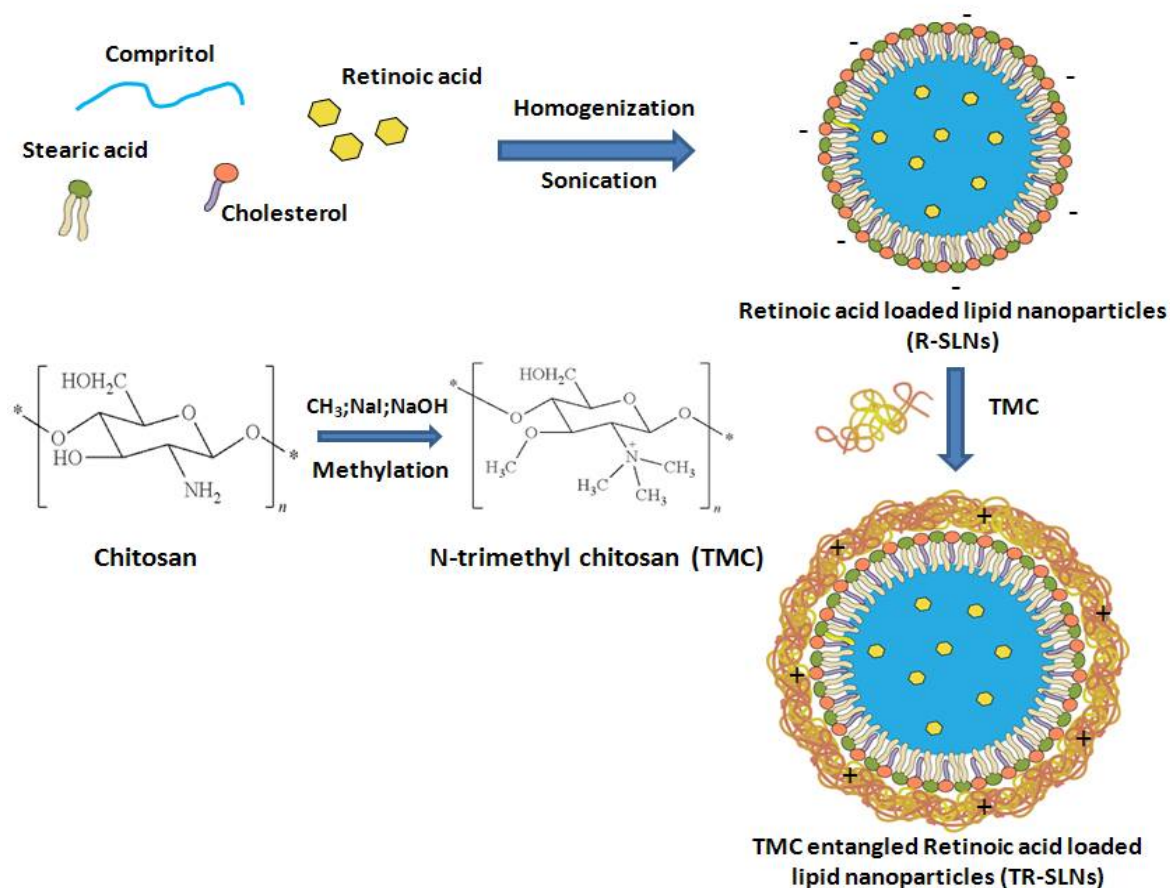 Compritol
Retinoic acid
Stearic acid
Cholesterol
Homogenization
Sonication
- - - - - - - - -
Retinoic acid loaded lipid nanoparticles
(R-SLNs)
TMC
HOH₂C
O
O
O
HO
NH₂
n
*
*
Chitosan
CH₃;NaI;NaOH
Methylation
HOH₂C
O
O
O
O
H₃C
N⁺
CH₃
H₃C
CH₃
n
*
*
N-trimethyl chitosan (TMC)
+ + + + + + + +
TMC entangled Retinoic acid loaded
lipid nanoparticles (TR-SLNs)